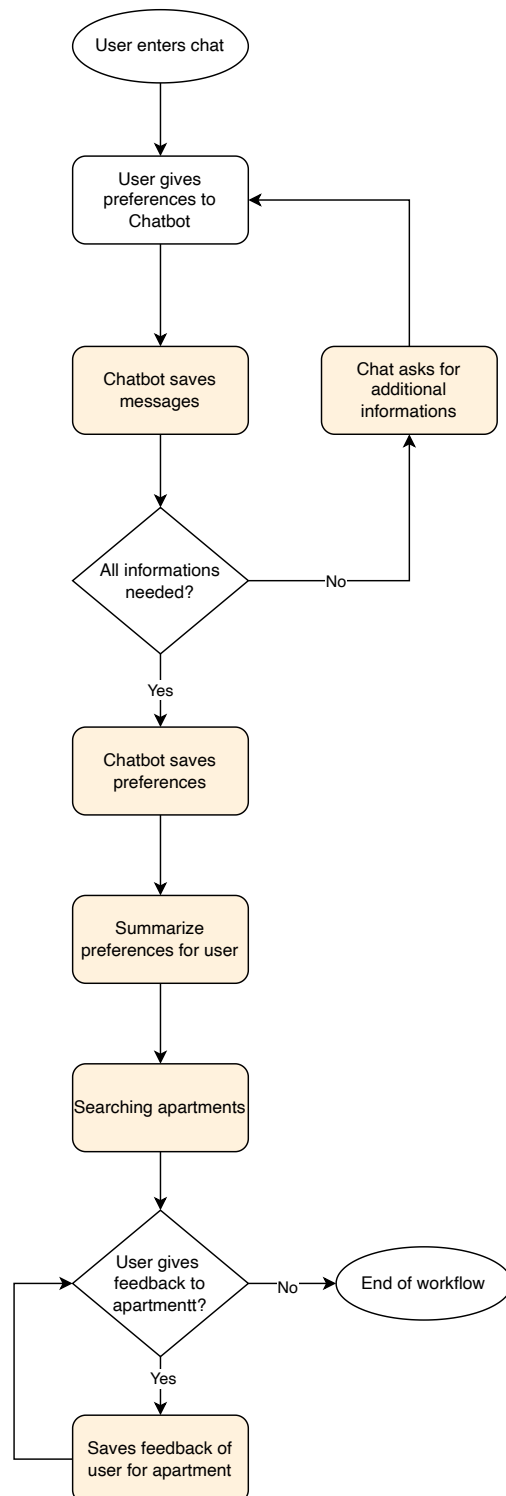 User enters chat
User gives
preferences to
Chatbot
Chatbot saves
messages
Chat asks for
additional
informations
All informations
needed?
No
Yes
Chatbot saves
preferences
Summarize
preferences for user
Searching apartments
User gives
feedback to
apartmentt?
No
End of workflow
Yes
Saves feedback of
user for apartment